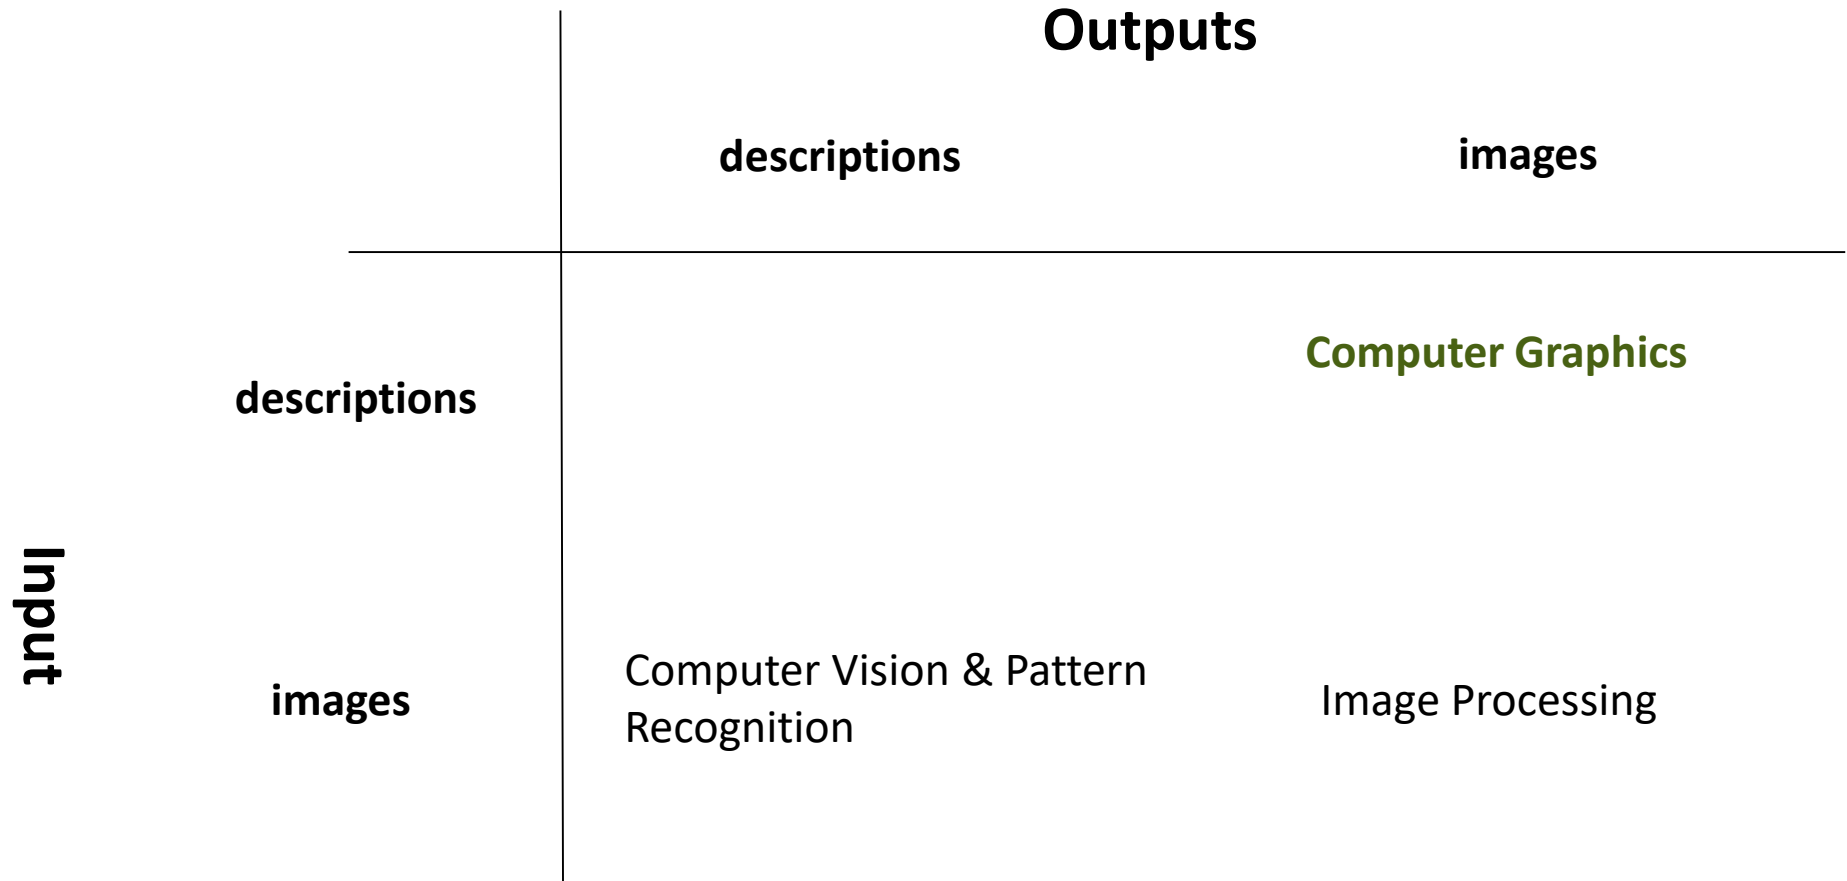 Outputs
descriptions
images
Computer Graphics
descriptions
Input
Computer Vision & Pattern
Recognition
images
Image Processing